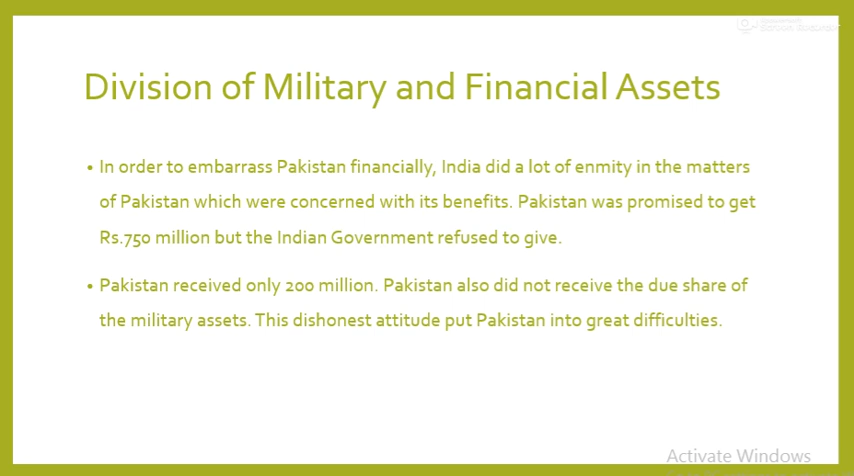 Division of Military and Financial Assets
• In order to embarrass Pakistan financially, India did a lot of enmity in the matters
of Pakistan which were concerned with its benefits. Pakistan was promised to get
Rs.750 million but the Indian Government refused to give.
• Pakistan received only 200 million. Pakistan also did not receive the due share of
the military assets. This dishonest attitude put Pakistan into great difficulties.
Activate Windows